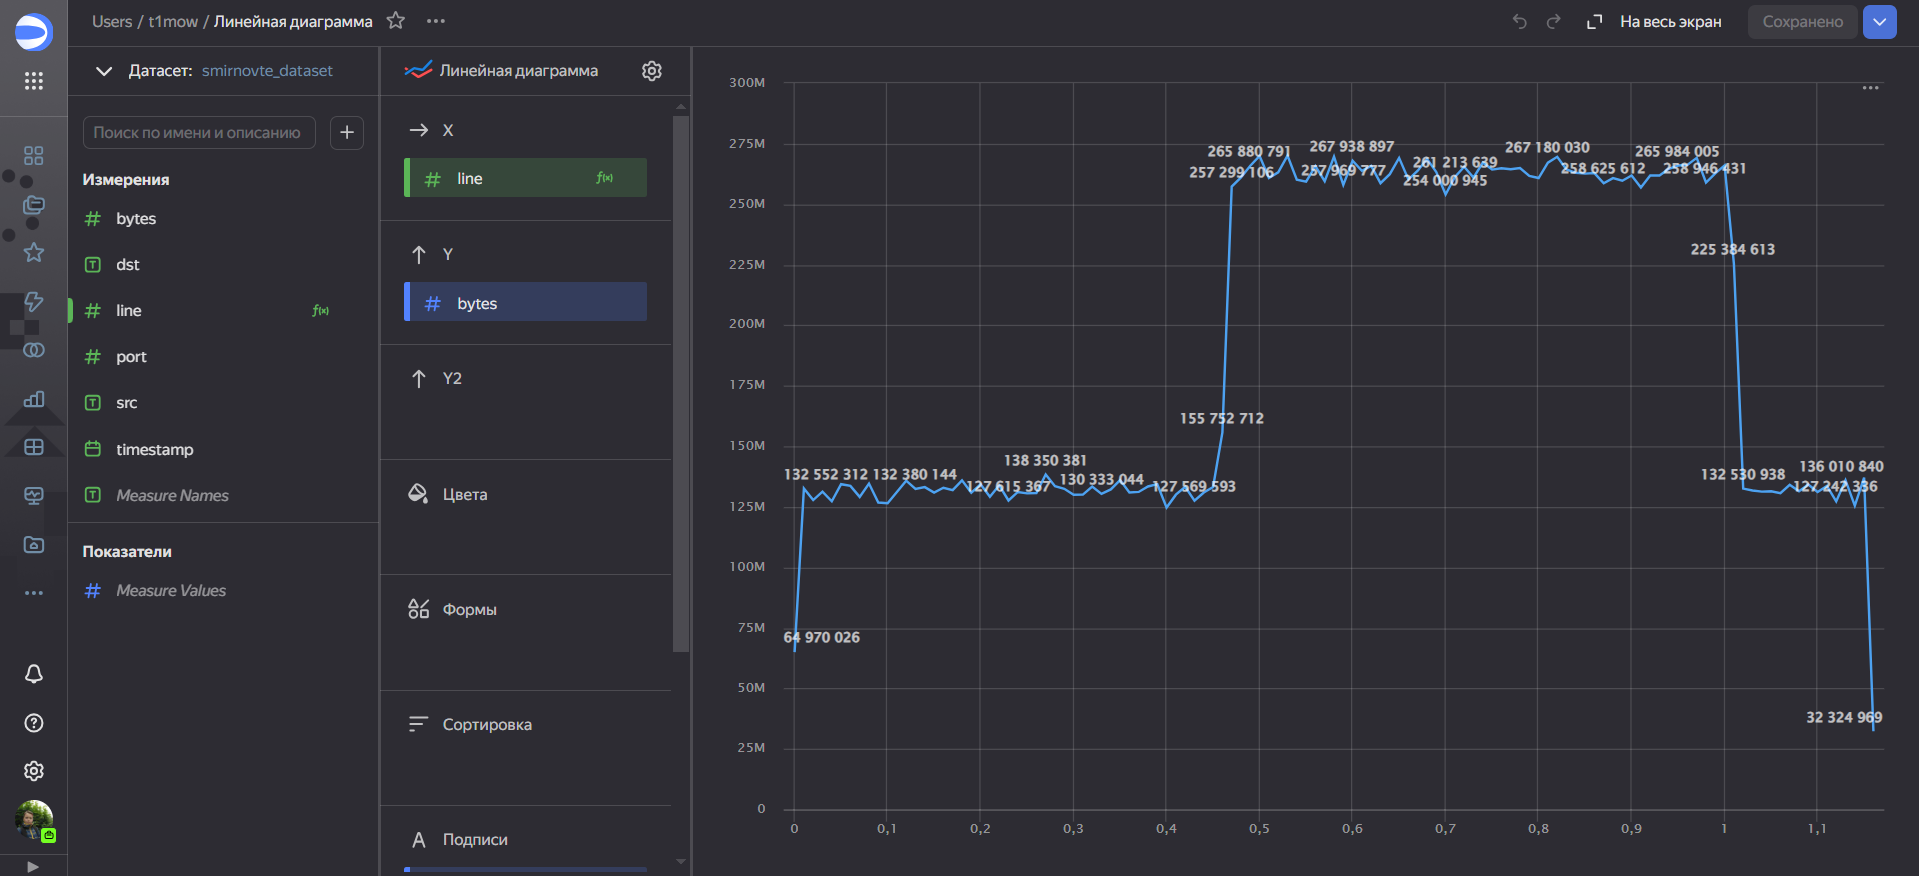 Users / t1mow / Линейная диаграмма
На весь экран
Сохранено
Датасет: smirnovte_dataset
Поиск по имени и описанию
Измерения
bytes
dst
line
f(x)
port
src
timestamp
Measure Names
Показатели
Measure Values
Линейная диаграмма
X
line
f(x)
Y
bytes
Y2
Цвета
Формы
Сортировка
Подписи
300M
275M
250M
225M
200M
175M
150M
125M
100M
75M
50M
25M
0
265 880 791
267 938 897
267 180 030
265 984 005
257 299 106
257 969 777
261 213 639
258 625 612
258 946 431
254 000 945
225 384 613
155 752 712
138 350 381
132 552 312
132 380 144
127 615 367
130 333 044
127 569 593
132 530 938
136 010 840
127 242 336
64 970 026
32 324 969
0
0,1
0,2
0,3
0,4
0,5
0,6
0,7
0,8
0,9
1
1,1